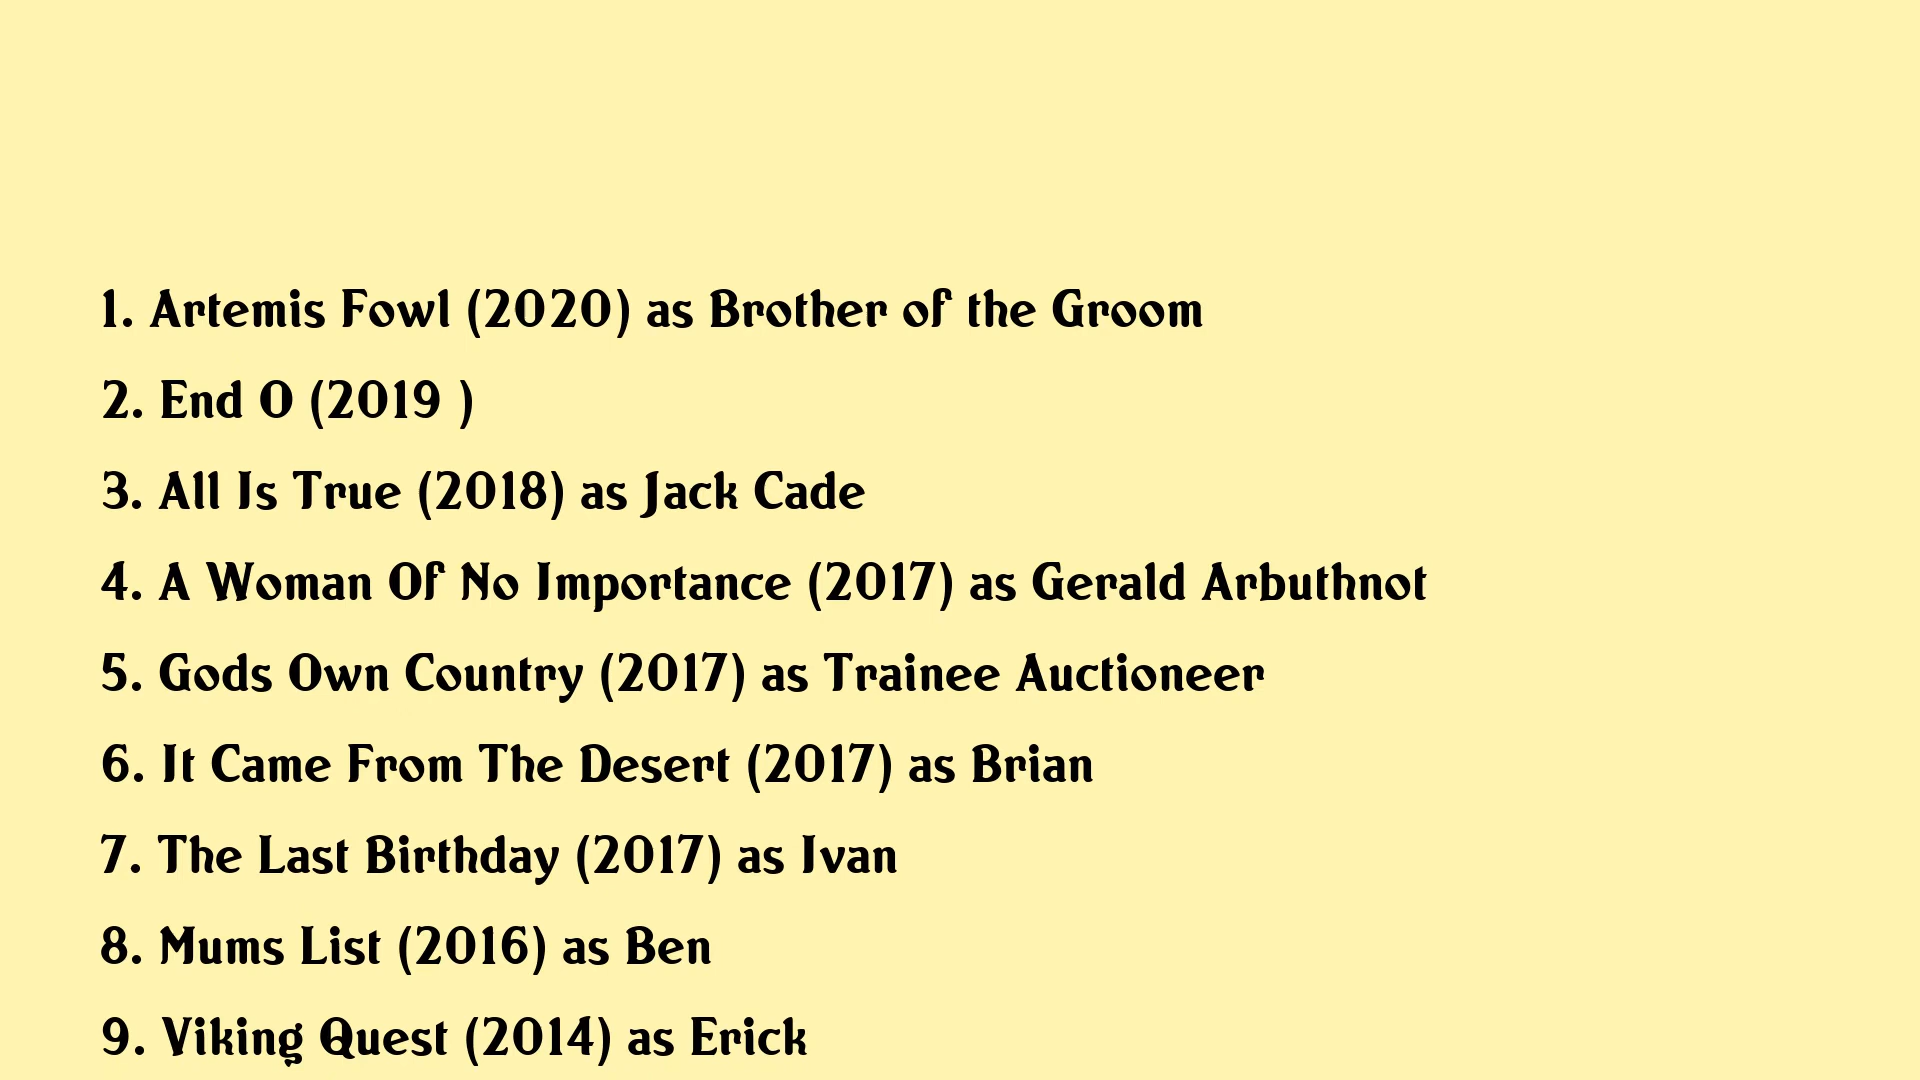 1. Artemis Fowl (2020) as Brother of the Groom
2. End O (2019 )
3. All Is True (2018) as Jack Cade
4. A Woman Of No Importance (2017) as Gerald Arbuthnot
5. Gods Own Country (2017) as Trainee Auctioneer
6. It Came From The Desert (2017) as Brian
7. The Last Birthday (2017) as Ivan
8. Mums List (2016) as Ben
9. Viking Quest (2014) as Erick